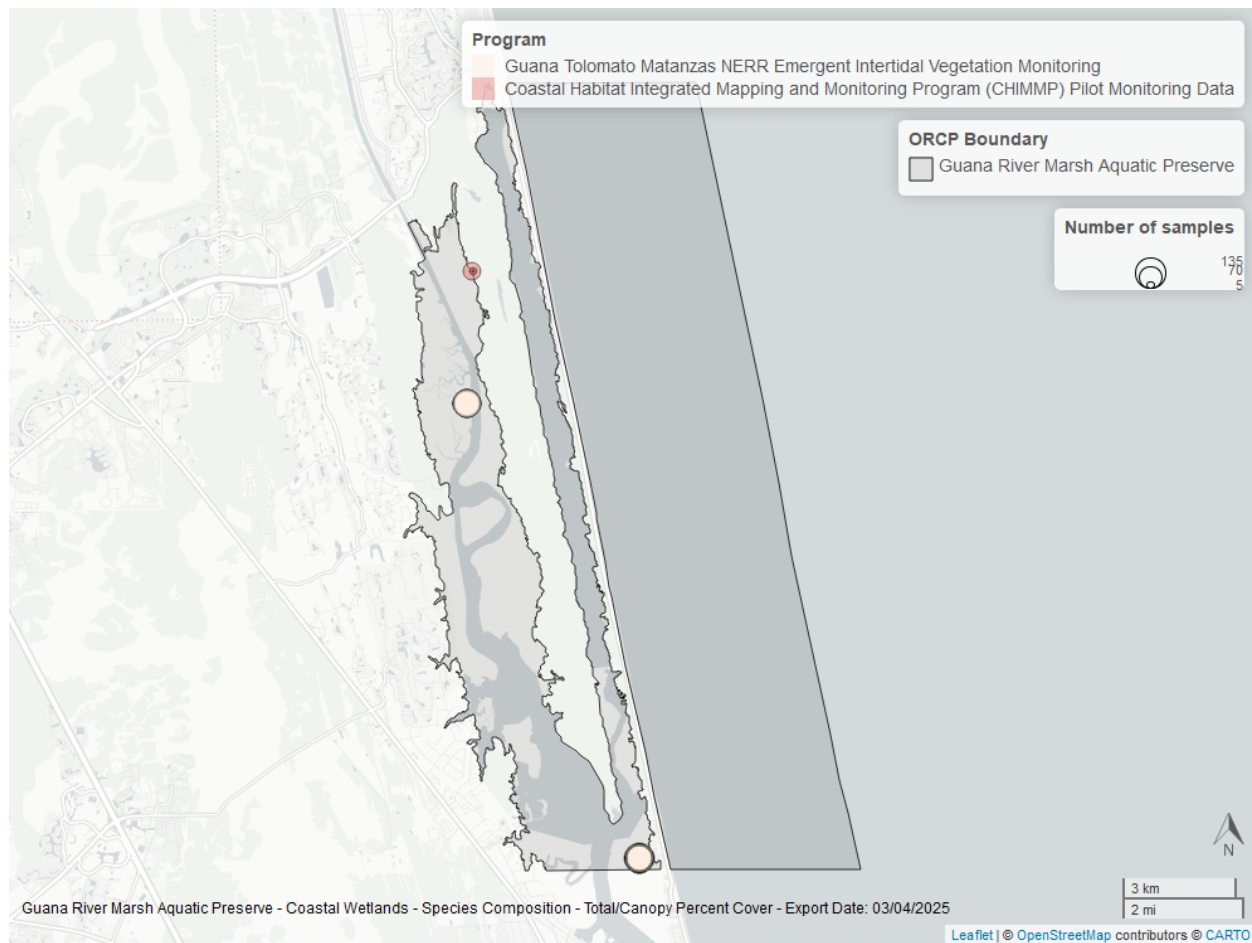 Program
Guana Tolomato Matanzas NERR Emergent Intertidal Vegetation Monitoring
Coastal Habitat Integrated Mapping and Monitoring Program (CHIMMP) Pilot Monitoring Data
ORCP Boundary
Guana River Marsh Aquatic Preserve
Number of samples
135
70
5
N
3 km
2 mi
Guana River Marsh Aquatic Preserve - Coastal Wetlands - Species Composition - Total/Canopy Percent Cover - Export Date: 03/04/2025
Leaflet | © OpenStreetMap contributors © CARTO